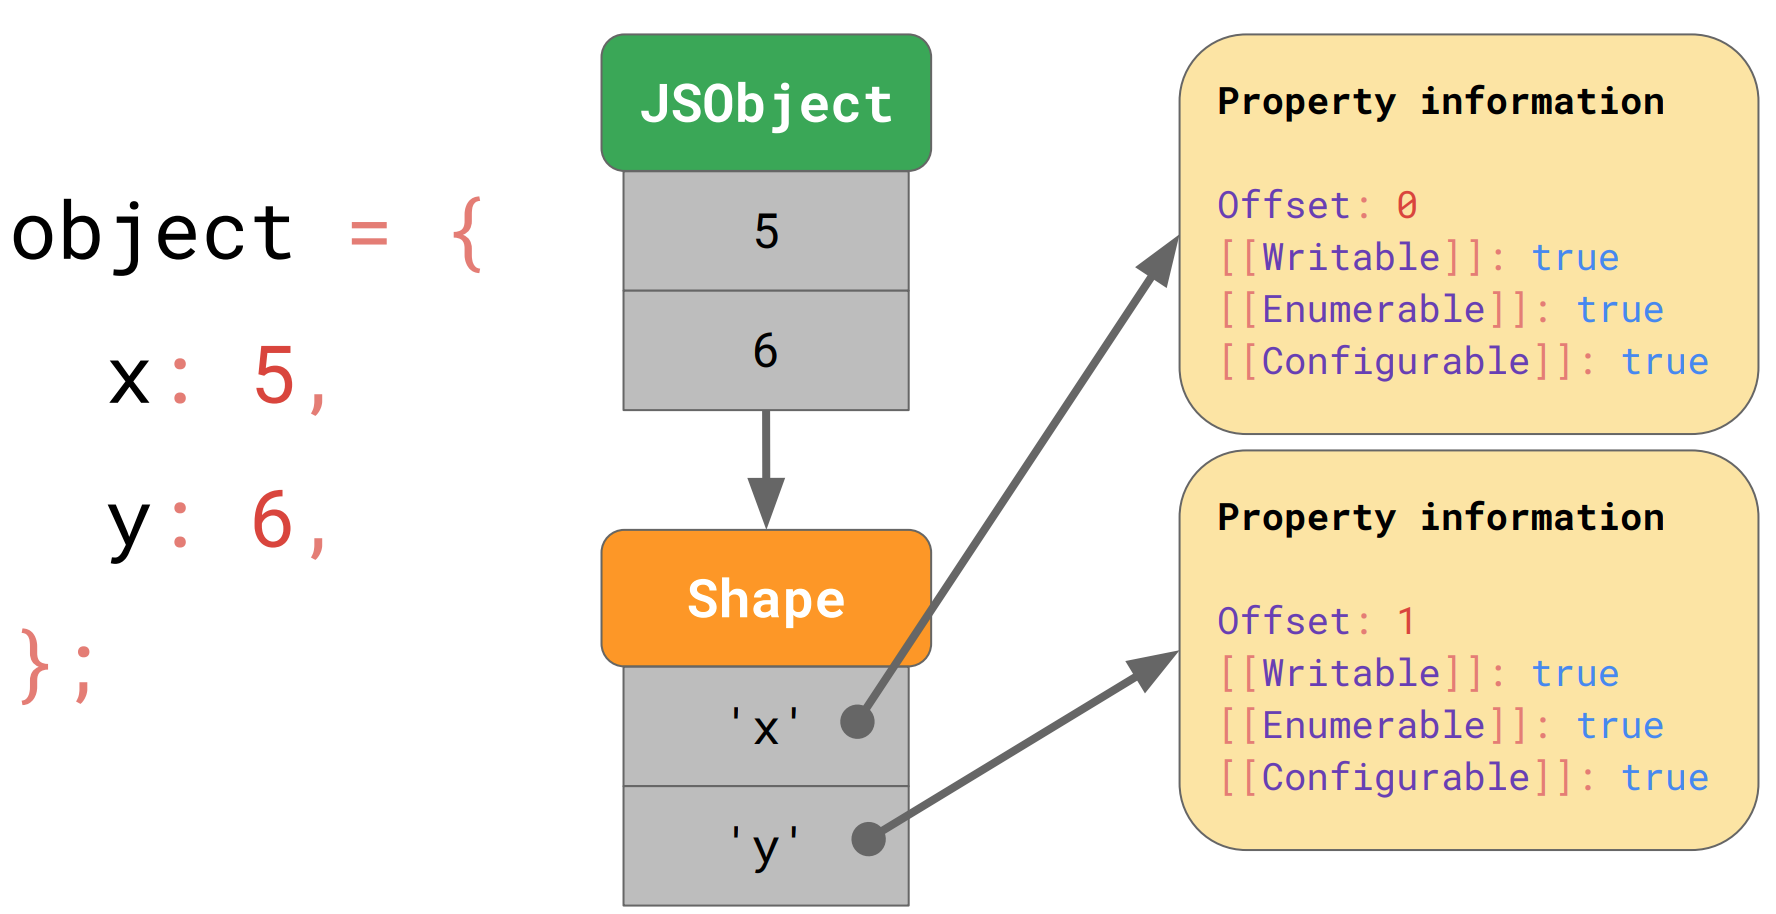 object = {
x: 5,
y: 6,
};
JSObject
5
6
Shape
'x'
'y'
Property information
Offset: 0
[[Writable]]: true
[[Enumerable]]: true
[[Configurable]]: true
Property information
Offset: 1
[[Writable]]: true
[[Enumerable]]: true
[[Configurable]]: true